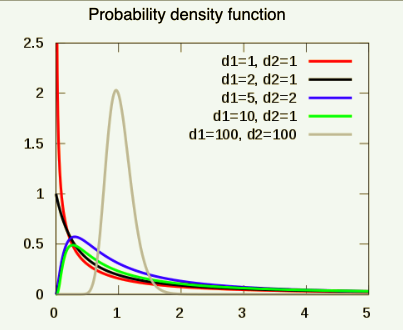 Probability density function
2.5
d1=1, d2=1
d1=2, d2=1
2
d1=5, d2=2
d1=10, d2=1
d1=100, d2=100
1.5
1
0.5
0
0 1 2 3 4 5